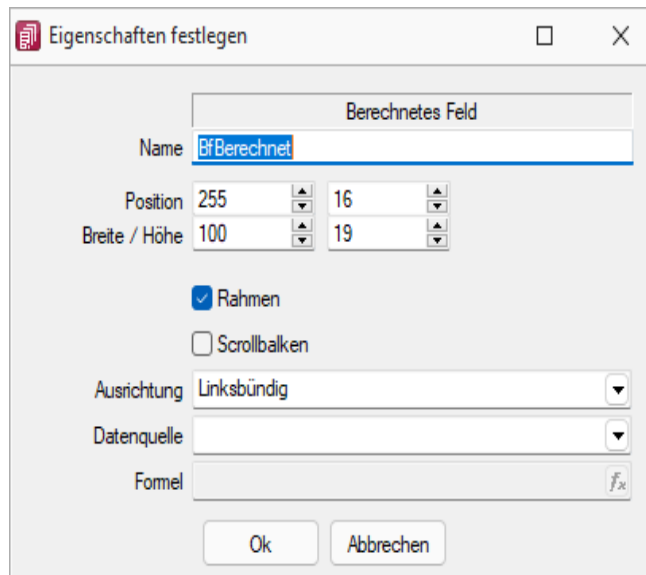 Eigenschaften festlegen
Berechnetes Feld
Name BfBerechnet
Position 255 16
Breite / Höhe 100 19
Rahmen
Scrollbalken
Ausrichtung Linksbündig
Datenquelle
Formel fx
Ok Abbrechen